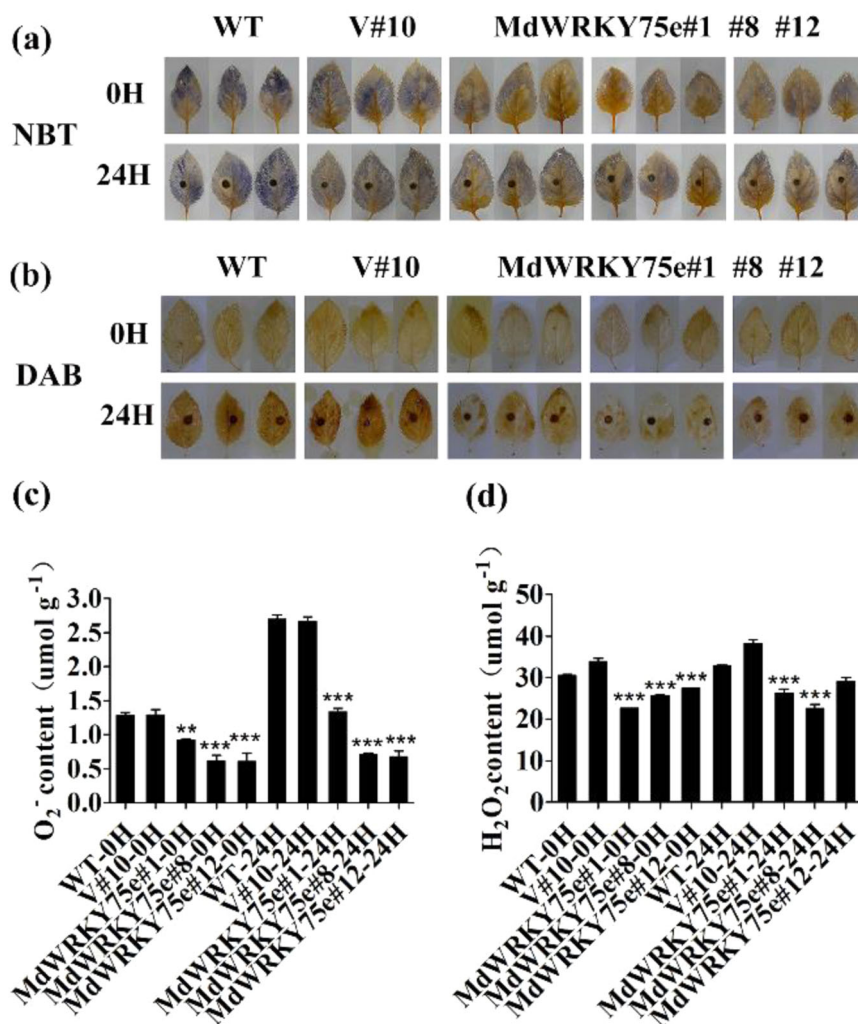 (a)
WT V#10 MdWRKY75e#1 #8 #12
0H
NBT
24H
(b)
WT V#10 MdWRKY75e#1 #8 #12
0H
DAB
24H
(c)
O₂⁻ content (umol g⁻¹)
3.0
2.5
2.0
1.5
1.0
0.5
0.0
**
***
***
***
***
***
WT-0H
V#10-0H
MdWRKY75e#1-0H
MdWRKY75e#8-0H
MdWRKY75e#12-0H
WT-24H
V#10-24H
MdWRKY75e#1-24H
MdWRKY75e#8-24H
MdWRKY75e#12-24H
(d)
H₂O₂content (umol g⁻¹)
50
40
30
20
10
0
***
***
***
***
***
WT-0H
V#10-0H
MdWRKY75e#1-0H
MdWRKY75e#8-0H
MdWRKY75e#12-0H
WT-24H
V#10-24H
MdWRKY75e#1-24H
MdWRKY75e#8-24H
MdWRKY75e#12-24H